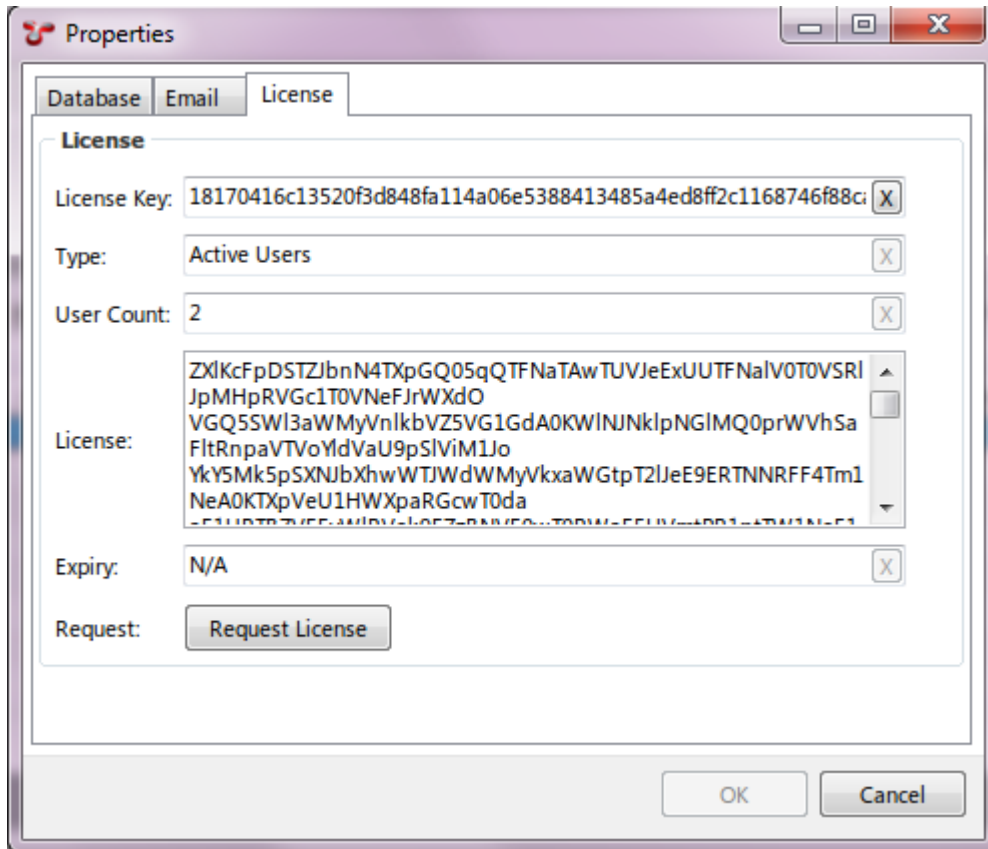 Properties
Database Email License
License
License Key: 18170416c13520f3d848fa114a06e5388413485a4ed8ff2c1168746f88c X
Type: Active Users X
User Count: 2 X
ZXlKcFpDSTZJbnN4TXpGQ05qQTFNaTAwTUVJeExUUTFNalV0T0VSRl
JpMHpRVGc1T0VNeFJrWXdO
VGQ5SWl3aWMyVnlkbVZ5VG1GdA0KWlNJNklpNGlMQ0prWVhSa
FltRnpaVTVoYldVaU9pSlViM1Jo
YkY5Mk5pSXNJbXhwWTJWdWMyVkxaWGtpT2lJeE9ERTNNRFF4Tm1
NeA0KTXpVeU1HWXpaRGcwT0da
License:
Expiry: N/A X
Request: Request License
OK Cancel